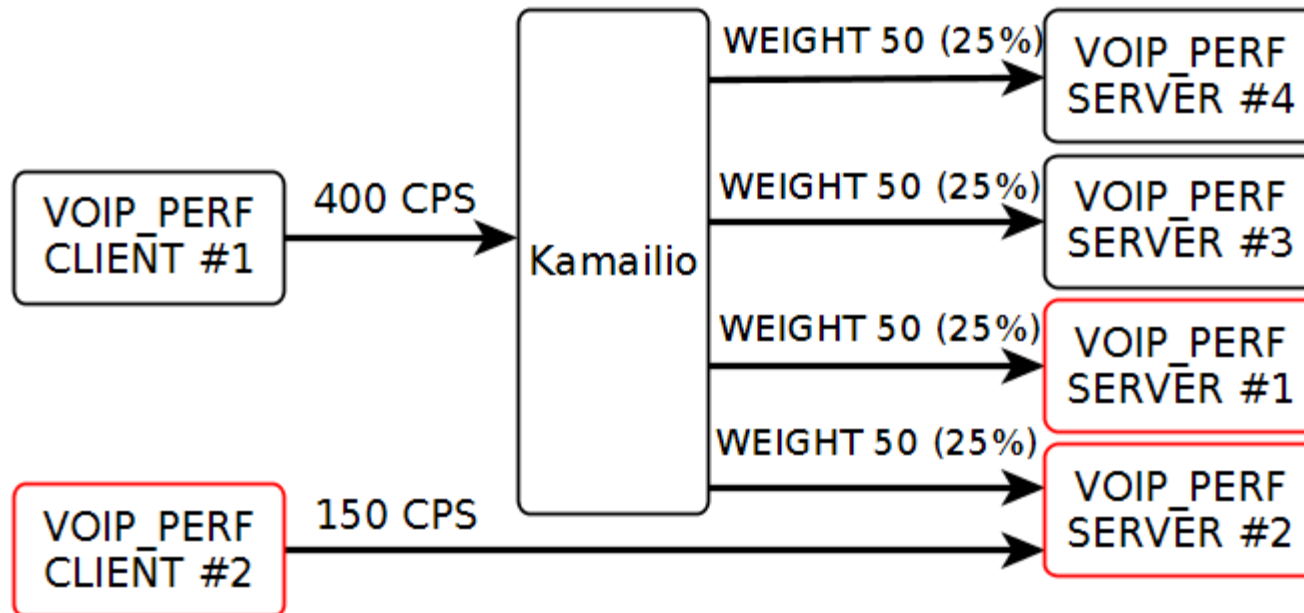 WEIGHT 50 (25%)
VOIP_PERF
SERVER #4
VOIP_PERF
CLIENT #1
400 CPS
Kamailio
WEIGHT 50 (25%)
VOIP_PERF
SERVER #3
WEIGHT 50 (25%)
VOIP_PERF
SERVER #1
WEIGHT 50 (25%)
VOIP_PERF
SERVER #2
VOIP_PERF
CLIENT #2
150 CPS